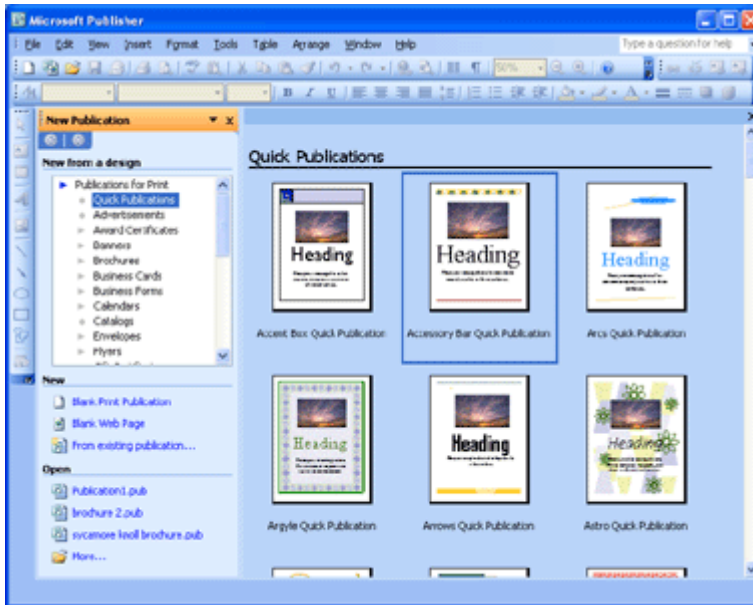 Microsoft Publisher
File Edit View Insert Format Tools Table Arrange Window Help
Type a question for help
50%
B I U
New Publication
New from a design
Publications for Print
Quick Publications
Advertisements
Award Certificates
Banners
Brochures
Business Cards
Business Forms
Calendars
Catalogs
Envelopes
Flyers
New
Blank Print Publication
Blank Web Page
From existing publication...
Open
Publication1.pub
brochure 2.pub
sycamore knoll brochure.pub
More...
Quick Publications
Heading
Heading
Heading
Accent Box Quick Publication
Accessory Bar Quick Publication
Arcs Quick Publication
Heading
Heading
Heading
Argyle Quick Publication
Arrows Quick Publication
Astro Quick Publication